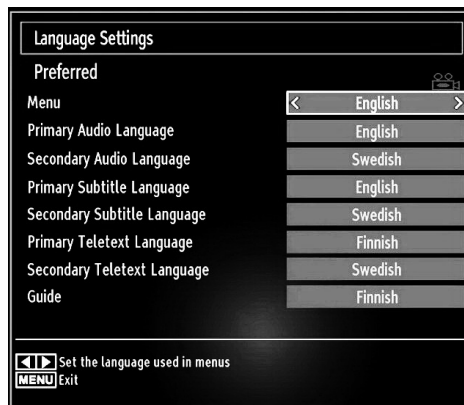 Language Settings
Preferred
Menu < English >
Primary Audio Language English
Secondary Audio Language Swedish
Primary Subtitle Language English
Secondary Subtitle Language Swedish
Primary Teletext Language Finnish
Secondary Teletext Language Swedish
Guide Finnish
Set the language used in menus
MENU Exit